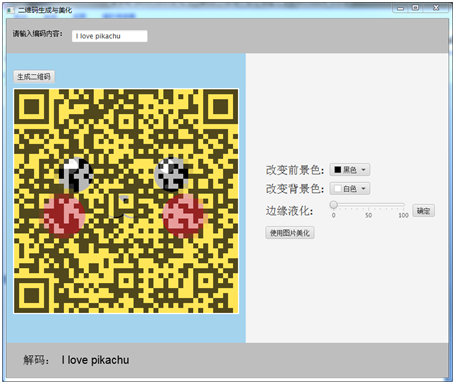 二维码生成与美化
请输入编码内容： I love pikachu
生成二维码
改变前景色： 黑色
改变背景色： 白色
边缘液化： 确定
0 50 100
使用图片美化
解码： I love pikachu